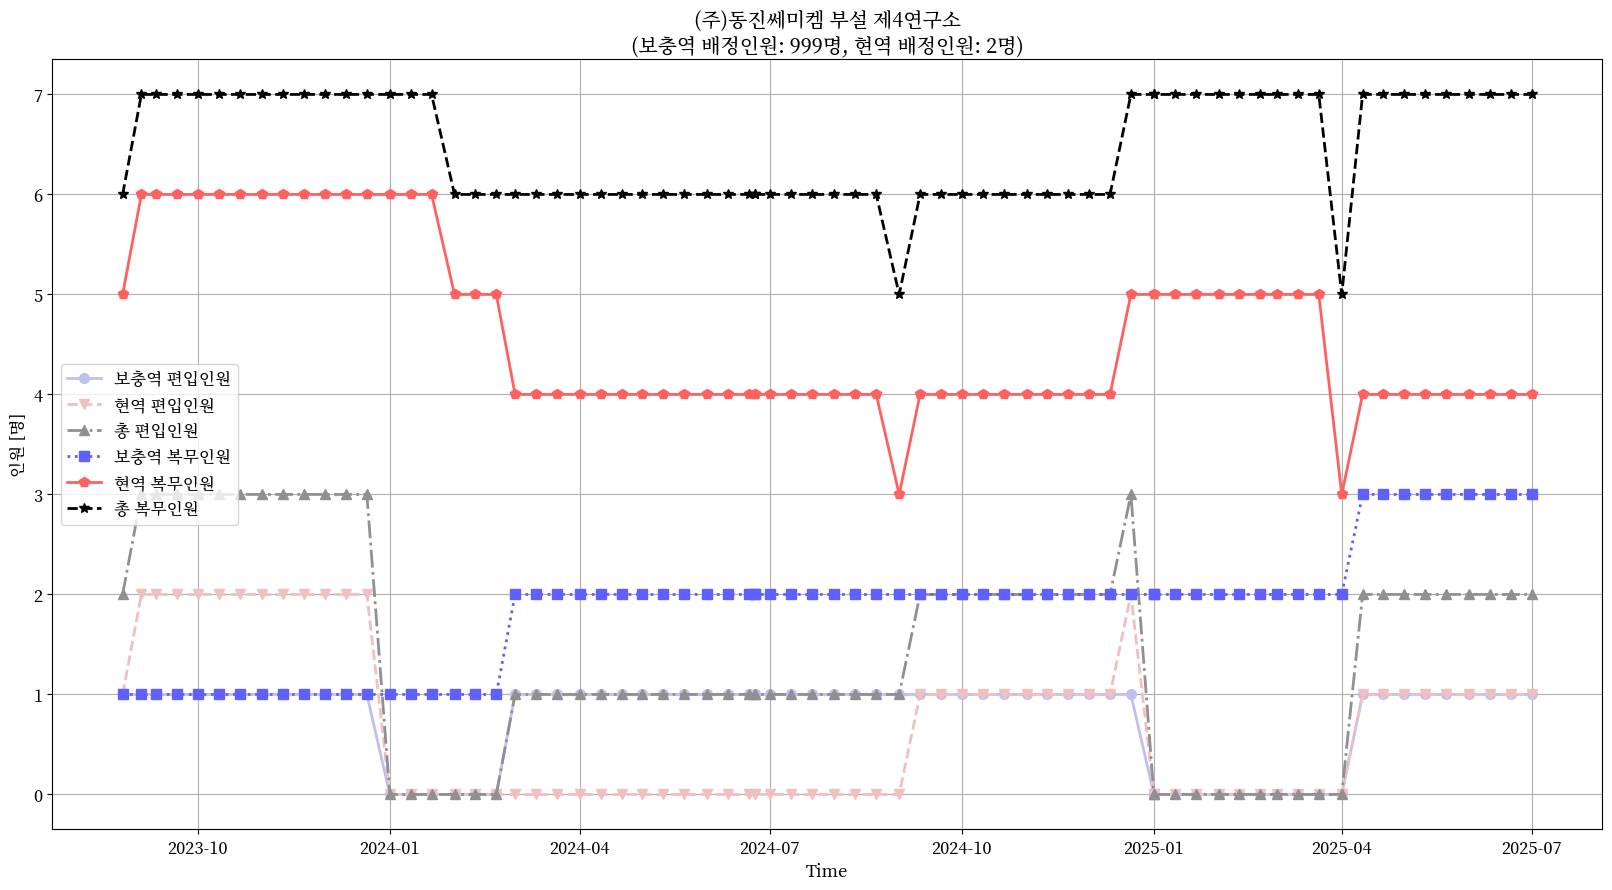 (주)동진쎄미켐 부설 제4연구소
(보충역 배정인원: 999명, 현역 배정인원: 2명)
7
6
5
4
3
2
1
0
인원 [명]
보충역 편입인원
현역 편입인원
총 편입인원
보충역 복무인원
현역 복무인원
총 복무인원
2023-10
2024-01
2024-04
2024-07
2024-10
2025-01
2025-04
2025-07
Time